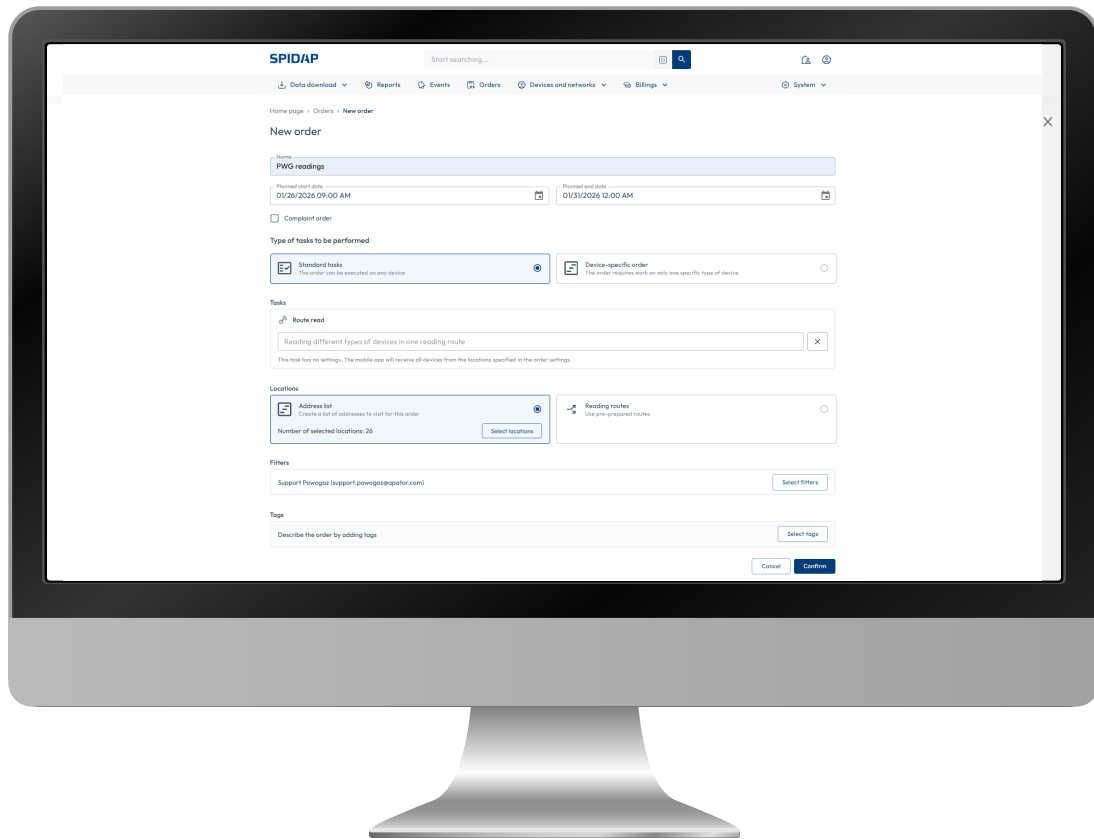 SPIDAP
Start searching...
Data download
Reports
Events
Orders
Devices and networks
Billings
System
Home page › Orders › New order
New order
Name
PWG readings
Planned start date
01/26/2026 09:00 AM
Planned end date
01/31/2026 12:00 AM
Complaint order
Type of tasks to be performed
Standard tasks
The order can be executed on any device
Device-specific order
The order requires work on only one specific type of device
Tasks
Route read
Reading different types of devices in one reading route
This task has no settings. The mobile app will receive all devices from the locations specified in the order settings.
Locations
Address list
Create a list of addresses to visit for this order
Number of selected locations: 26
Select locations
Reading routes
Use pre-prepared routes
Fitters
Support Powogaz (support.powogaz@apator.com)
Select fitters
Tags
Describe the order by adding tags
Select tags
Cancel
Confirm